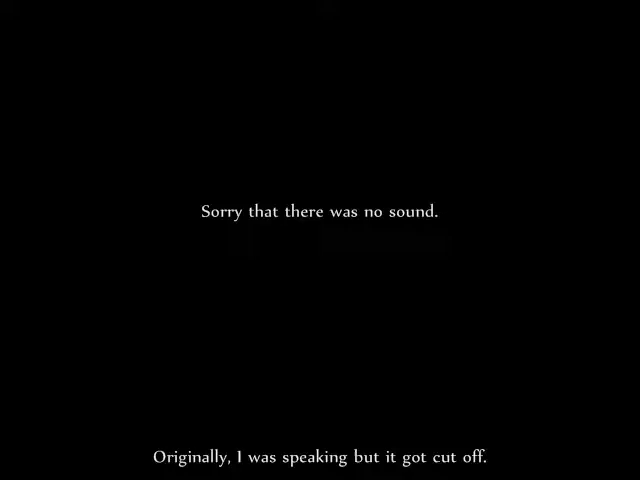 Sorry that there was no sound.
Originally, I was speaking but it got cut off.